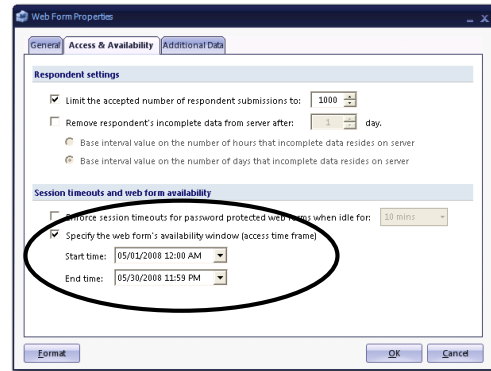 Web Form Properties
General Access & Availability Additional Data
Respondent settings
Limit the accepted number of respondent submissions to: 1000
Remove respondent's incomplete data from server after: 1 day.
Base interval value on the number of hours that incomplete data resides on server
Base interval value on the number of days that incomplete data resides on server
Session timeouts and web form availability
Enforce session timeouts for password protected web forms when idle for: 10 mins
Specify the web form's availability window (access time frame)
Start time: 05/01/2008 12:00 AM
End time: 05/30/2008 11:59 PM
Format OK Cancel